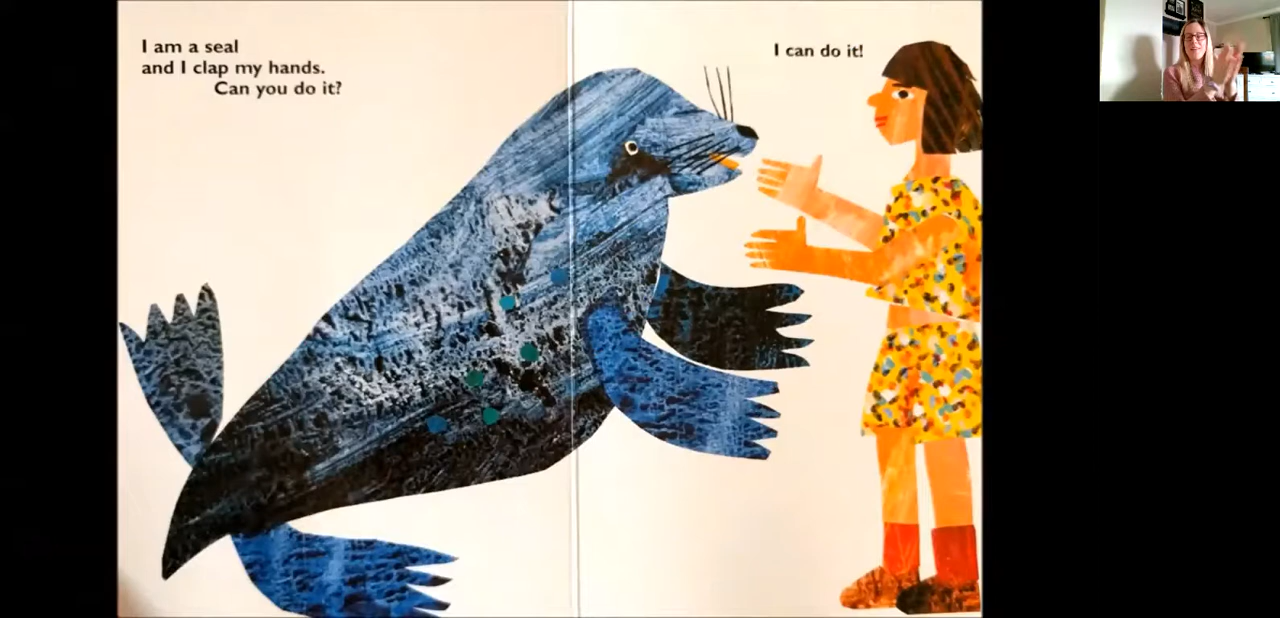 I am a seal
and I clap my hands.
Can you do it?
I can do it!